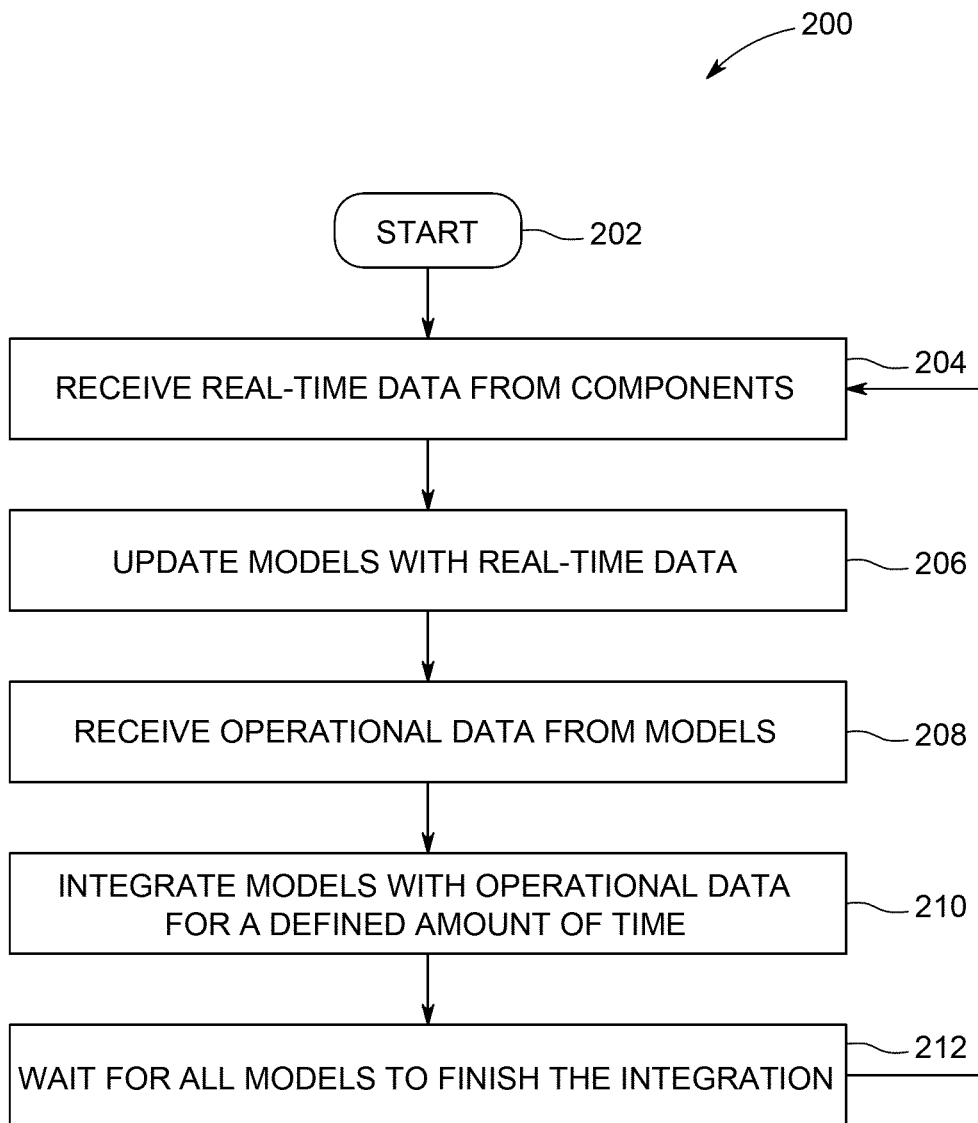 200
START
202
RECEIVE REAL-TIME DATA FROM COMPONENTS
204
UPDATE MODELS WITH REAL-TIME DATA
206
RECEIVE OPERATIONAL DATA FROM MODELS
208
INTEGRATE MODELS WITH OPERATIONAL DATA
FOR A DEFINED AMOUNT OF TIME
210
WAIT FOR ALL MODELS TO FINISH THE INTEGRATION
212